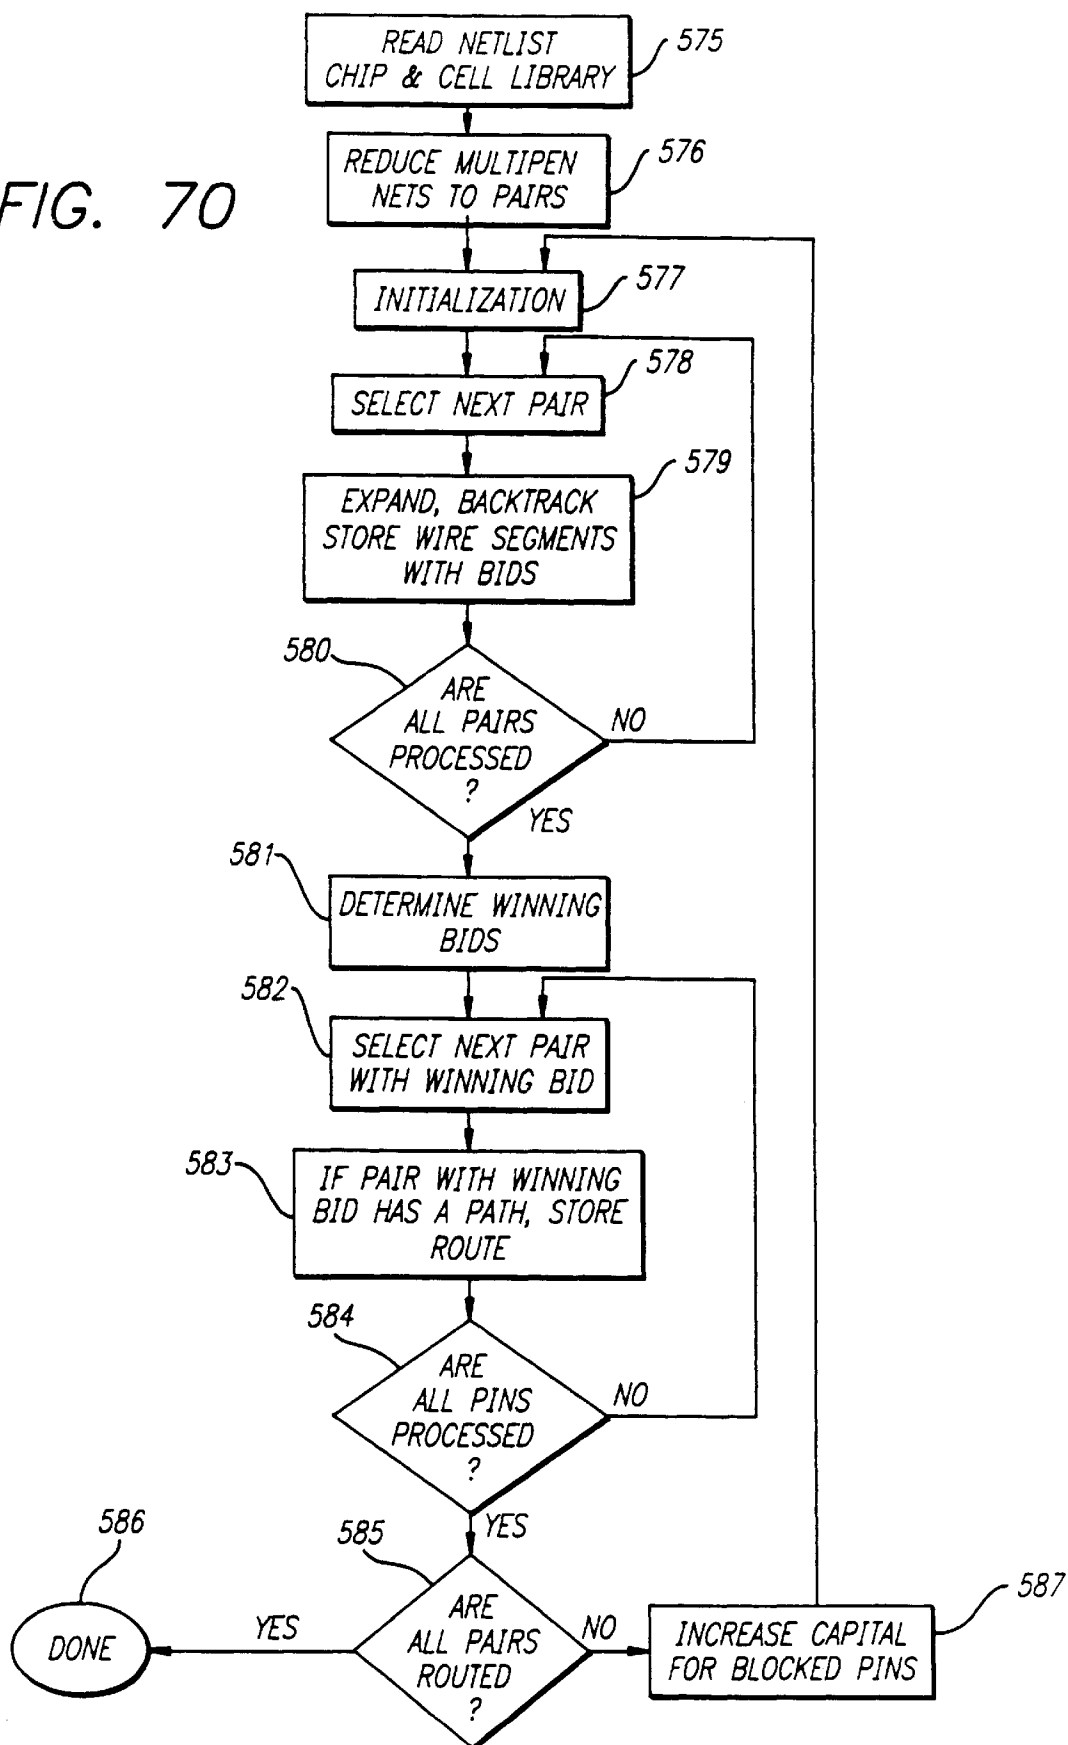 FIG. 70
READ NETLIST
CHIP & CELL LIBRARY
575
REDUCE MULTIPEN
NETS TO PAIRS
576
INITIALIZATION
577
SELECT NEXT PAIR
578
EXPAND, BACKTRACK
STORE WIRE SEGMENTS
WITH BIDS
579
580
ARE
ALL PAIRS
PROCESSED
?
NO
YES
581
DETERMINE WINNING
BIDS
582
SELECT NEXT PAIR
WITH WINNING BID
583
IF PAIR WITH WINNING
BID HAS A PATH, STORE
ROUTE
584
ARE
ALL PINS
PROCESSED
?
NO
YES
585
ARE
ALL PAIRS
ROUTED
?
YES
NO
586
DONE
587
INCREASE CAPITAL
FOR BLOCKED PINS